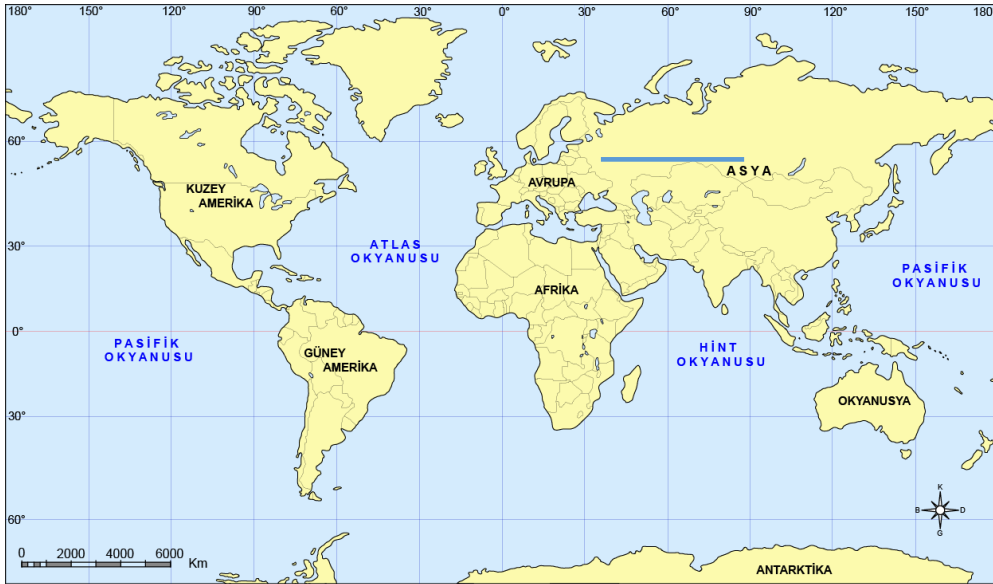 180° 150° 120° 90° 60° 30° 0° 30° 60° 90° 120° 150° 180°
60°
ASYA
AVRUPA
KUZEY
AMERİKA
30°
ATLAS
OKYANUSU
PASİFİK
OKYANUSU
AFRİKA
0°
PASİFİK
OKYANUSU
GÜNEY
AMERİKA
HİNT
OKYANUSU
OKYANUSYA
30°
K
B D
G
60°
0 2000 4000 6000 Km
ANTARKTİKA